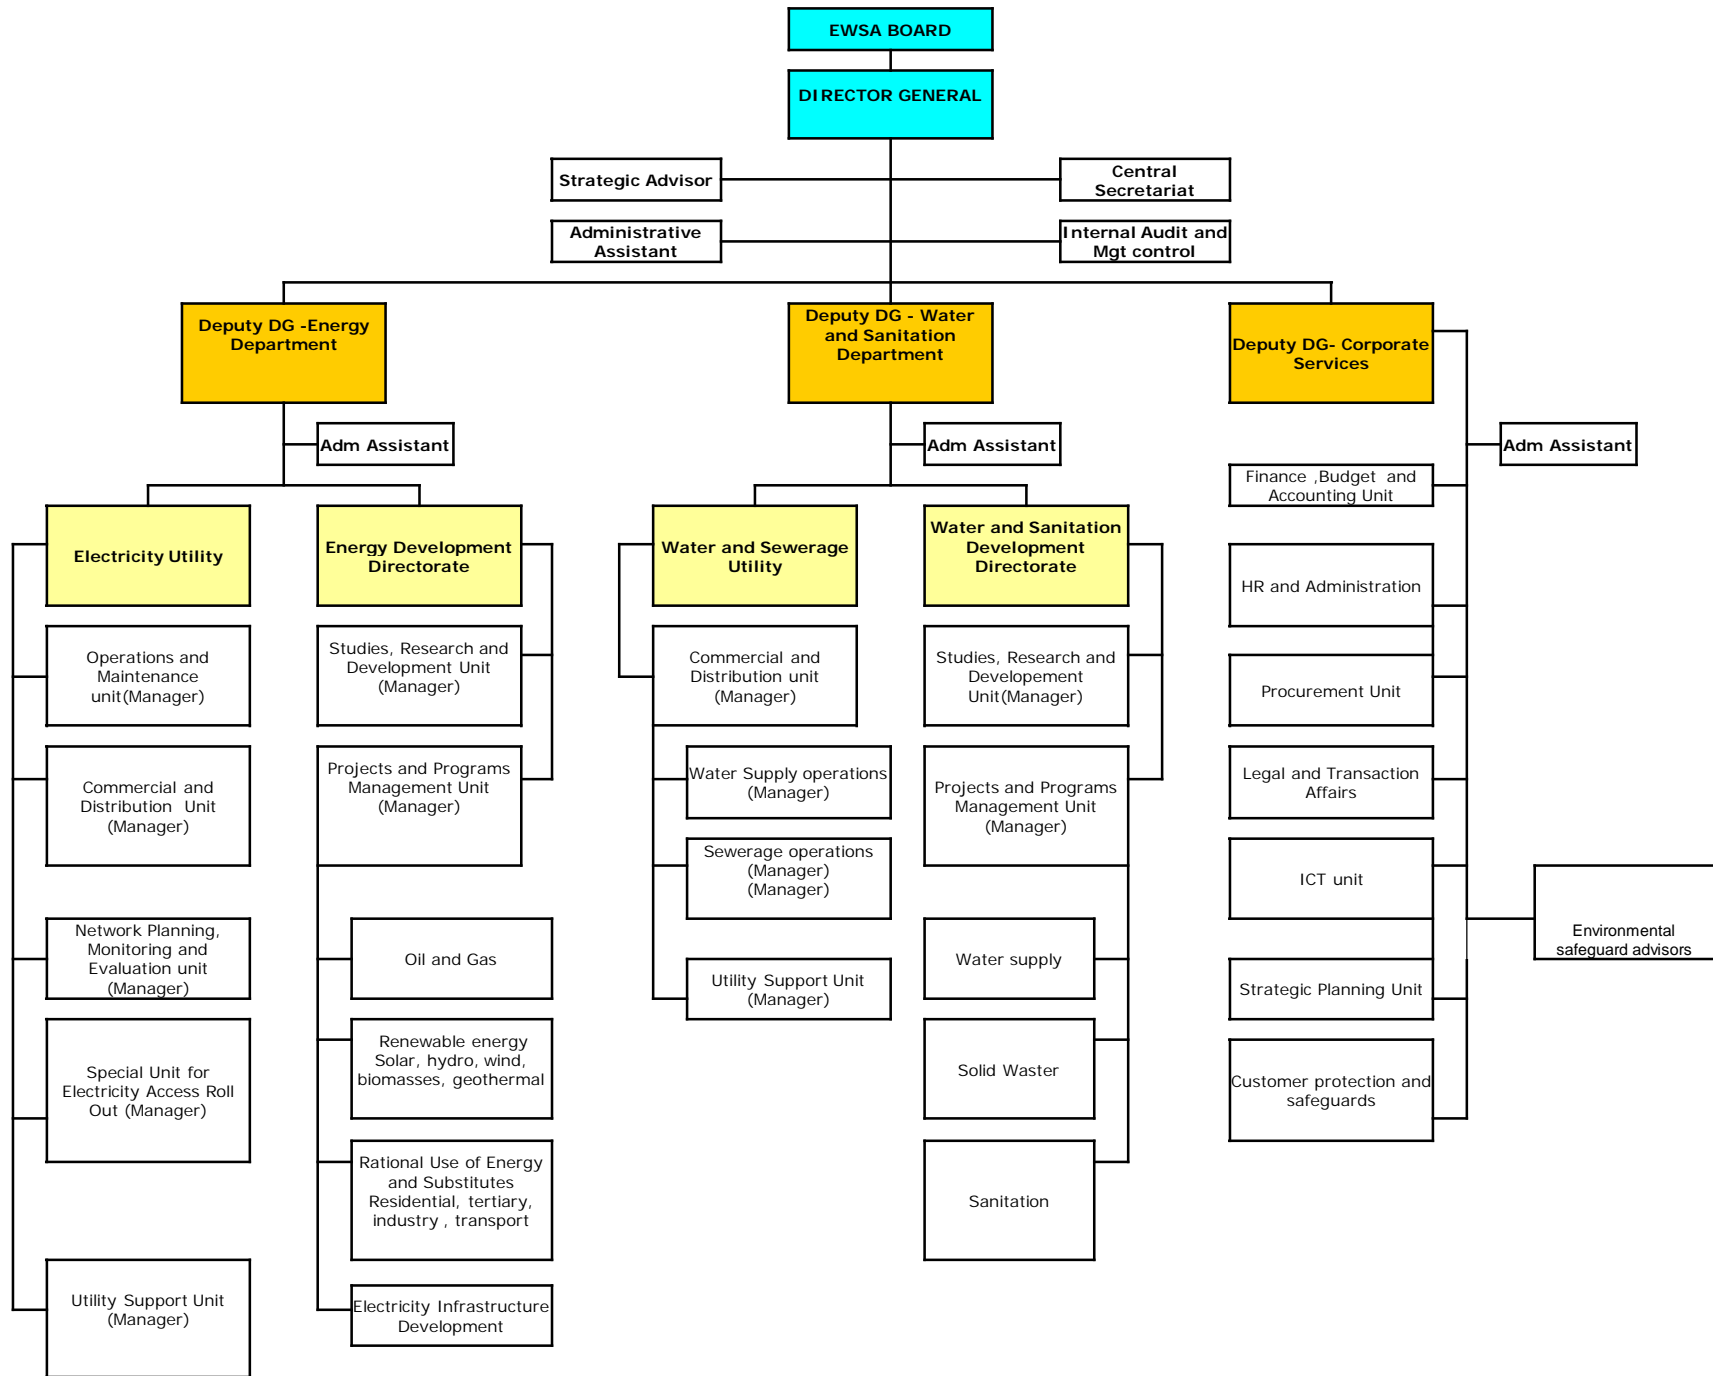 EWSA BOARD
DIRECTOR GENERAL
Strategic Advisor
Central
Secretariat
Administrative
Assistant
Internal Audit and
Mgt control
Deputy DG -Energy
Department
Deputy DG - Water
and Sanitation
Department
Deputy DG- Corporate
Services
Adm Assistant
Adm Assistant
Adm Assistant
Electricity Utility
Operations and
Maintenance
unit(Manager)
Commercial and
Distribution Unit
(Manager)
Network Planning,
Monitoring and
Evaluation unit
(Manager)
Special Unit for
Electricity Access Roll
Out (Manager)
Utility Support Unit
(Manager)
Energy Development
Directorate
Studies, Research and
Development Unit
(Manager)
Projects and Programs
Management Unit
(Manager)
Oil and Gas
Renewable energy
Solar, hydro, wind,
biomasses, geothermal
Rational Use of Energy
and Substitutes
Residential, tertiary,
industry , transport
Electricity Infrastructure
Development
Water and Sewerage
Utility
Commercial and
Distribution unit
(Manager)
Water Supply operations
(Manager)
Sewerage operations
(Manager)
(Manager)
Utility Support Unit
(Manager)
Water and Sanitation
Development
Directorate
Studies, Research and
Developement
Unit(Manager)
Projects and Programs
Management Unit
(Manager)
Water supply
Solid Waster
Sanitation
Finance ,Budget and
Accounting Unit
HR and Administration
Procurement Unit
Legal and Transaction
Affairs
ICT unit
Strategic Planning Unit
Customer protection and
safeguards
Environmental
safeguard advisors